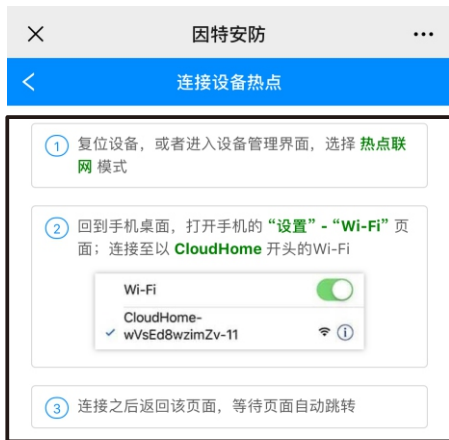 因特安防
连接设备热点
1 复位设备，或者进入设备管理界面，选择 热点联
网 模式
2 回到手机桌面，打开手机的 “设置” - “Wi-Fi” 页
面；连接至以 CloudHome 开头的Wi-Fi
Wi-Fi
CloudHome-
wVsEd8wzimZv-11
3 连接之后返回该页面，等待页面自动跳转